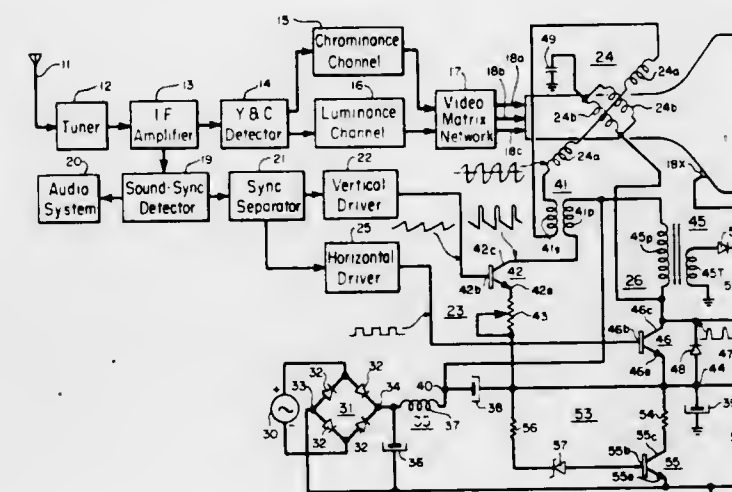 15
Chrominance
Channel
11
12
Tuner
13
I F
Amplifier
14
Y & C
Detector
16
Luminance
Channel
17
Video
Matrix
Network
18b
18a
18c
49
24
24a
24b
24b
24a
18X
20
Audio
System
19
Sound-Sync
Detector
21
Sync
Separator
22
Vertical
Driver
25
Horizontal
Driver
41
41p
41s
42c
42
42b
42e
23
43
45
45p
45T
26
46c
46b
46
46e
47
48
44
30
+
33
32
32
32
32
31
34
35
37
36
40
38
39
53
56
57
54
55c
55b
55
55e